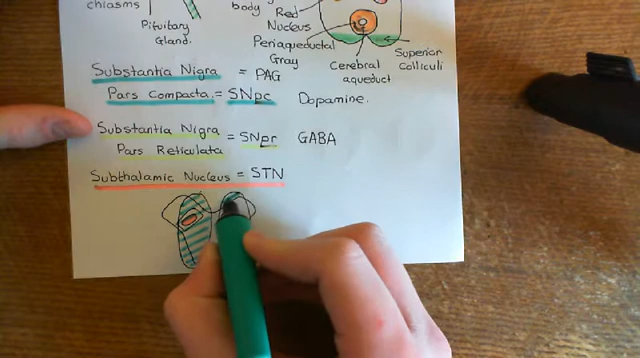 chiasms
Pituitary
Gland.
body
Red
Nucleus
Periaqueductal
Gray
Cerebral
aqueduct
Superior
Colliculi
Substantia Nigra = PAG
Pars Compacta = SNpc Dopamine.
Substantia Nigra
Pars Reticulata = SNpr GABA
Subthalamic Nucleus = STN